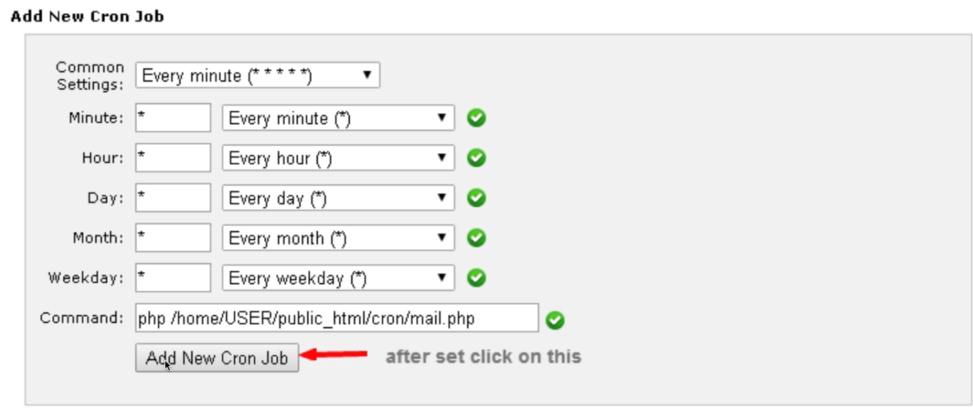 Add New Cron Job
Common
Settings: Every minute (* * * * *)
Minute: * Every minute (*)
Hour: * Every hour (*)
Day: * Every day (*)
Month: * Every month (*)
Weekday: * Every weekday (*)
Command: php /home/USER/public_html/cron/mail.php
Add New Cron Job after set click on this